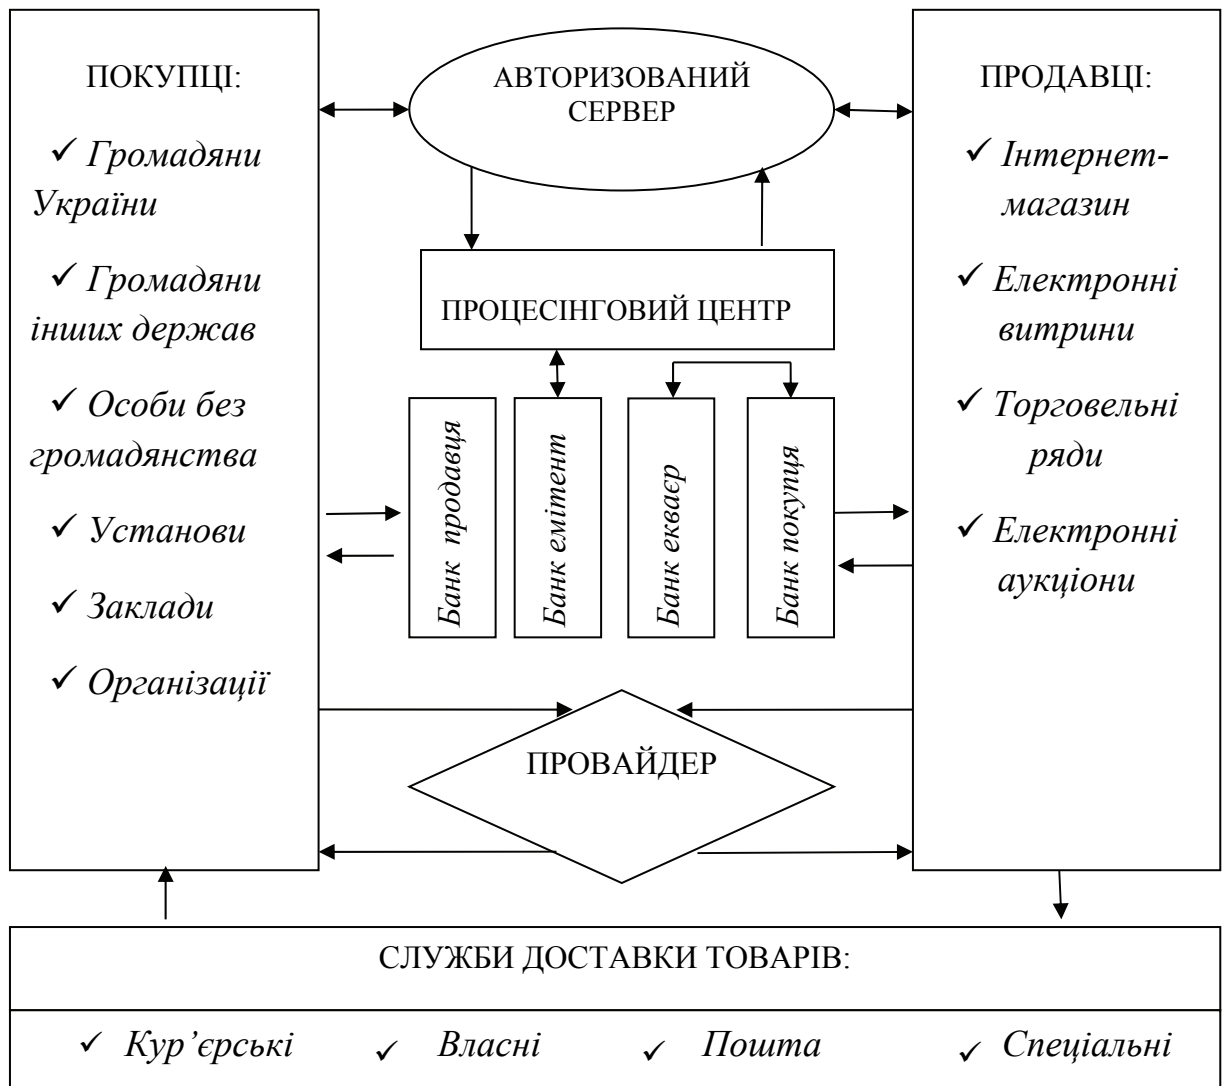 ПОКУПЦІ:
✓ Громадяни
України
✓ Громадяни
інших держав
✓ Особи без
громадянства
✓ Установи
✓ Заклади
✓ Організації
АВТОРИЗОВАНИЙ
СЕРВЕР
ПРОЦЕСІНГОВИЙ ЦЕНТР
Банк продавця
Банк емітент
Банк екваєр
Банк покупця
ПРОВАЙДЕР
ПРОДАВЦІ:
✓ Інтернет-
магазин
✓ Електронні
витрини
✓ Торговельні
ряди
✓ Електронні
аукціони
СЛУЖБИ ДОСТАВКИ ТОВАРІВ:
✓ Кур’єрські ✓ Власні ✓ Пошта ✓ Спеціальні